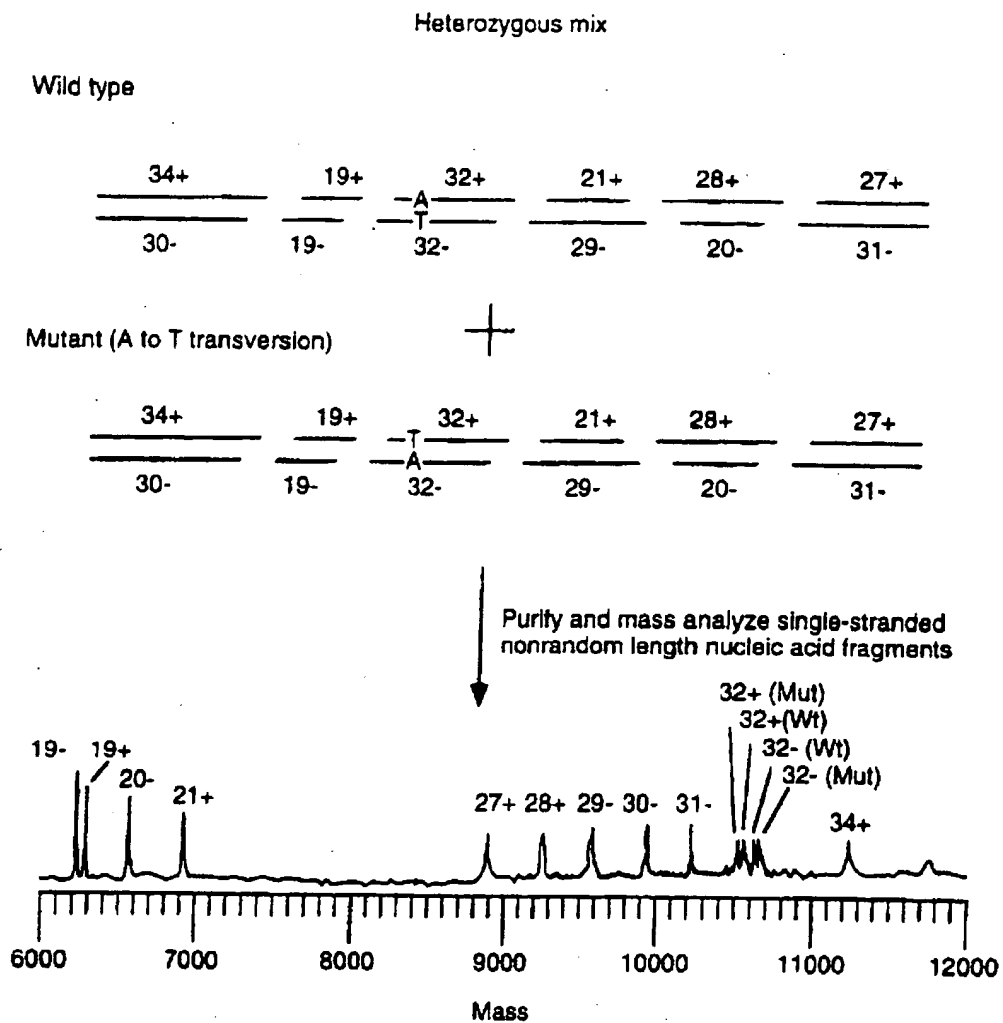 Heterozygous mix
Wild type
34+ 19+ 32+ 21+ 28+ 27+
A
T
30- 19- 32- 29- 20- 31-
Mutant (A to T transversion)
34+ 19+ 32+ 21+ 28+ 27+
T
A
30- 19- 32- 29- 20- 31-
Purify and mass analyze single-stranded
nonrandom length nucleic acid fragments
32+ (Mut)
32+(Wt)
32- (Wt)
32- (Mut)
19- 19+ 20- 21+ 27+ 28+ 29- 30- 31- 34+
6000 7000 8000 9000 10000 11000 12000
Mass